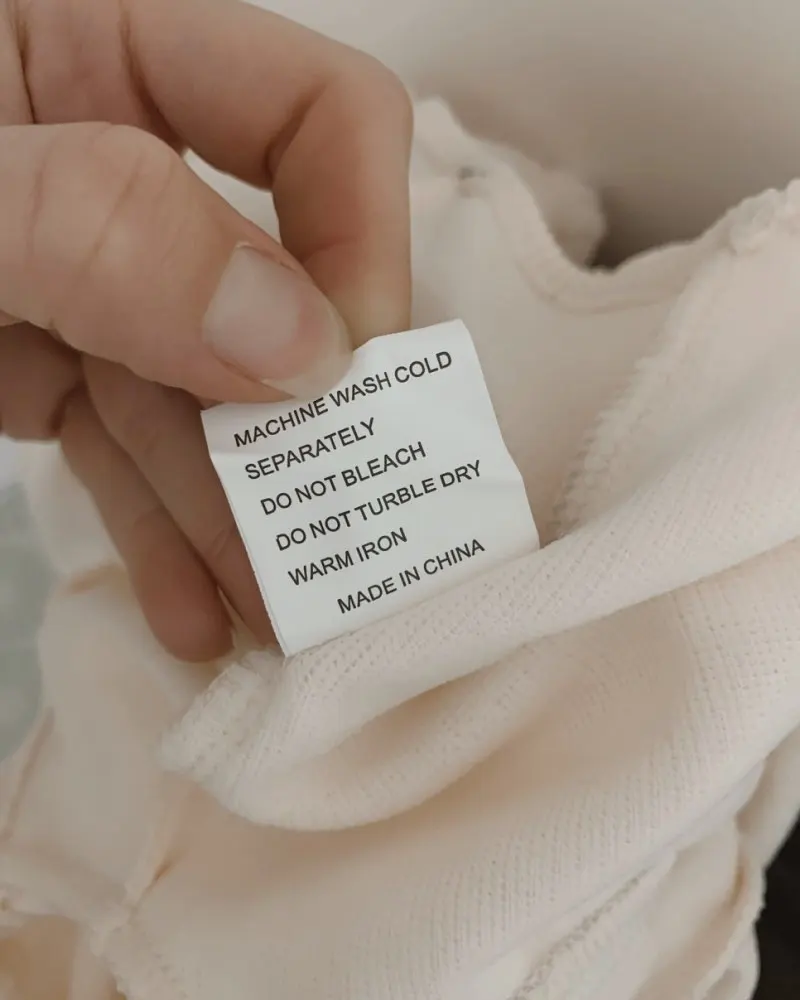 MACHINE WASH COLD
SEPARATELY
DO NOT BLEACH
DO NOT TURBLE DRY
WARM IRON
MADE IN CHINA